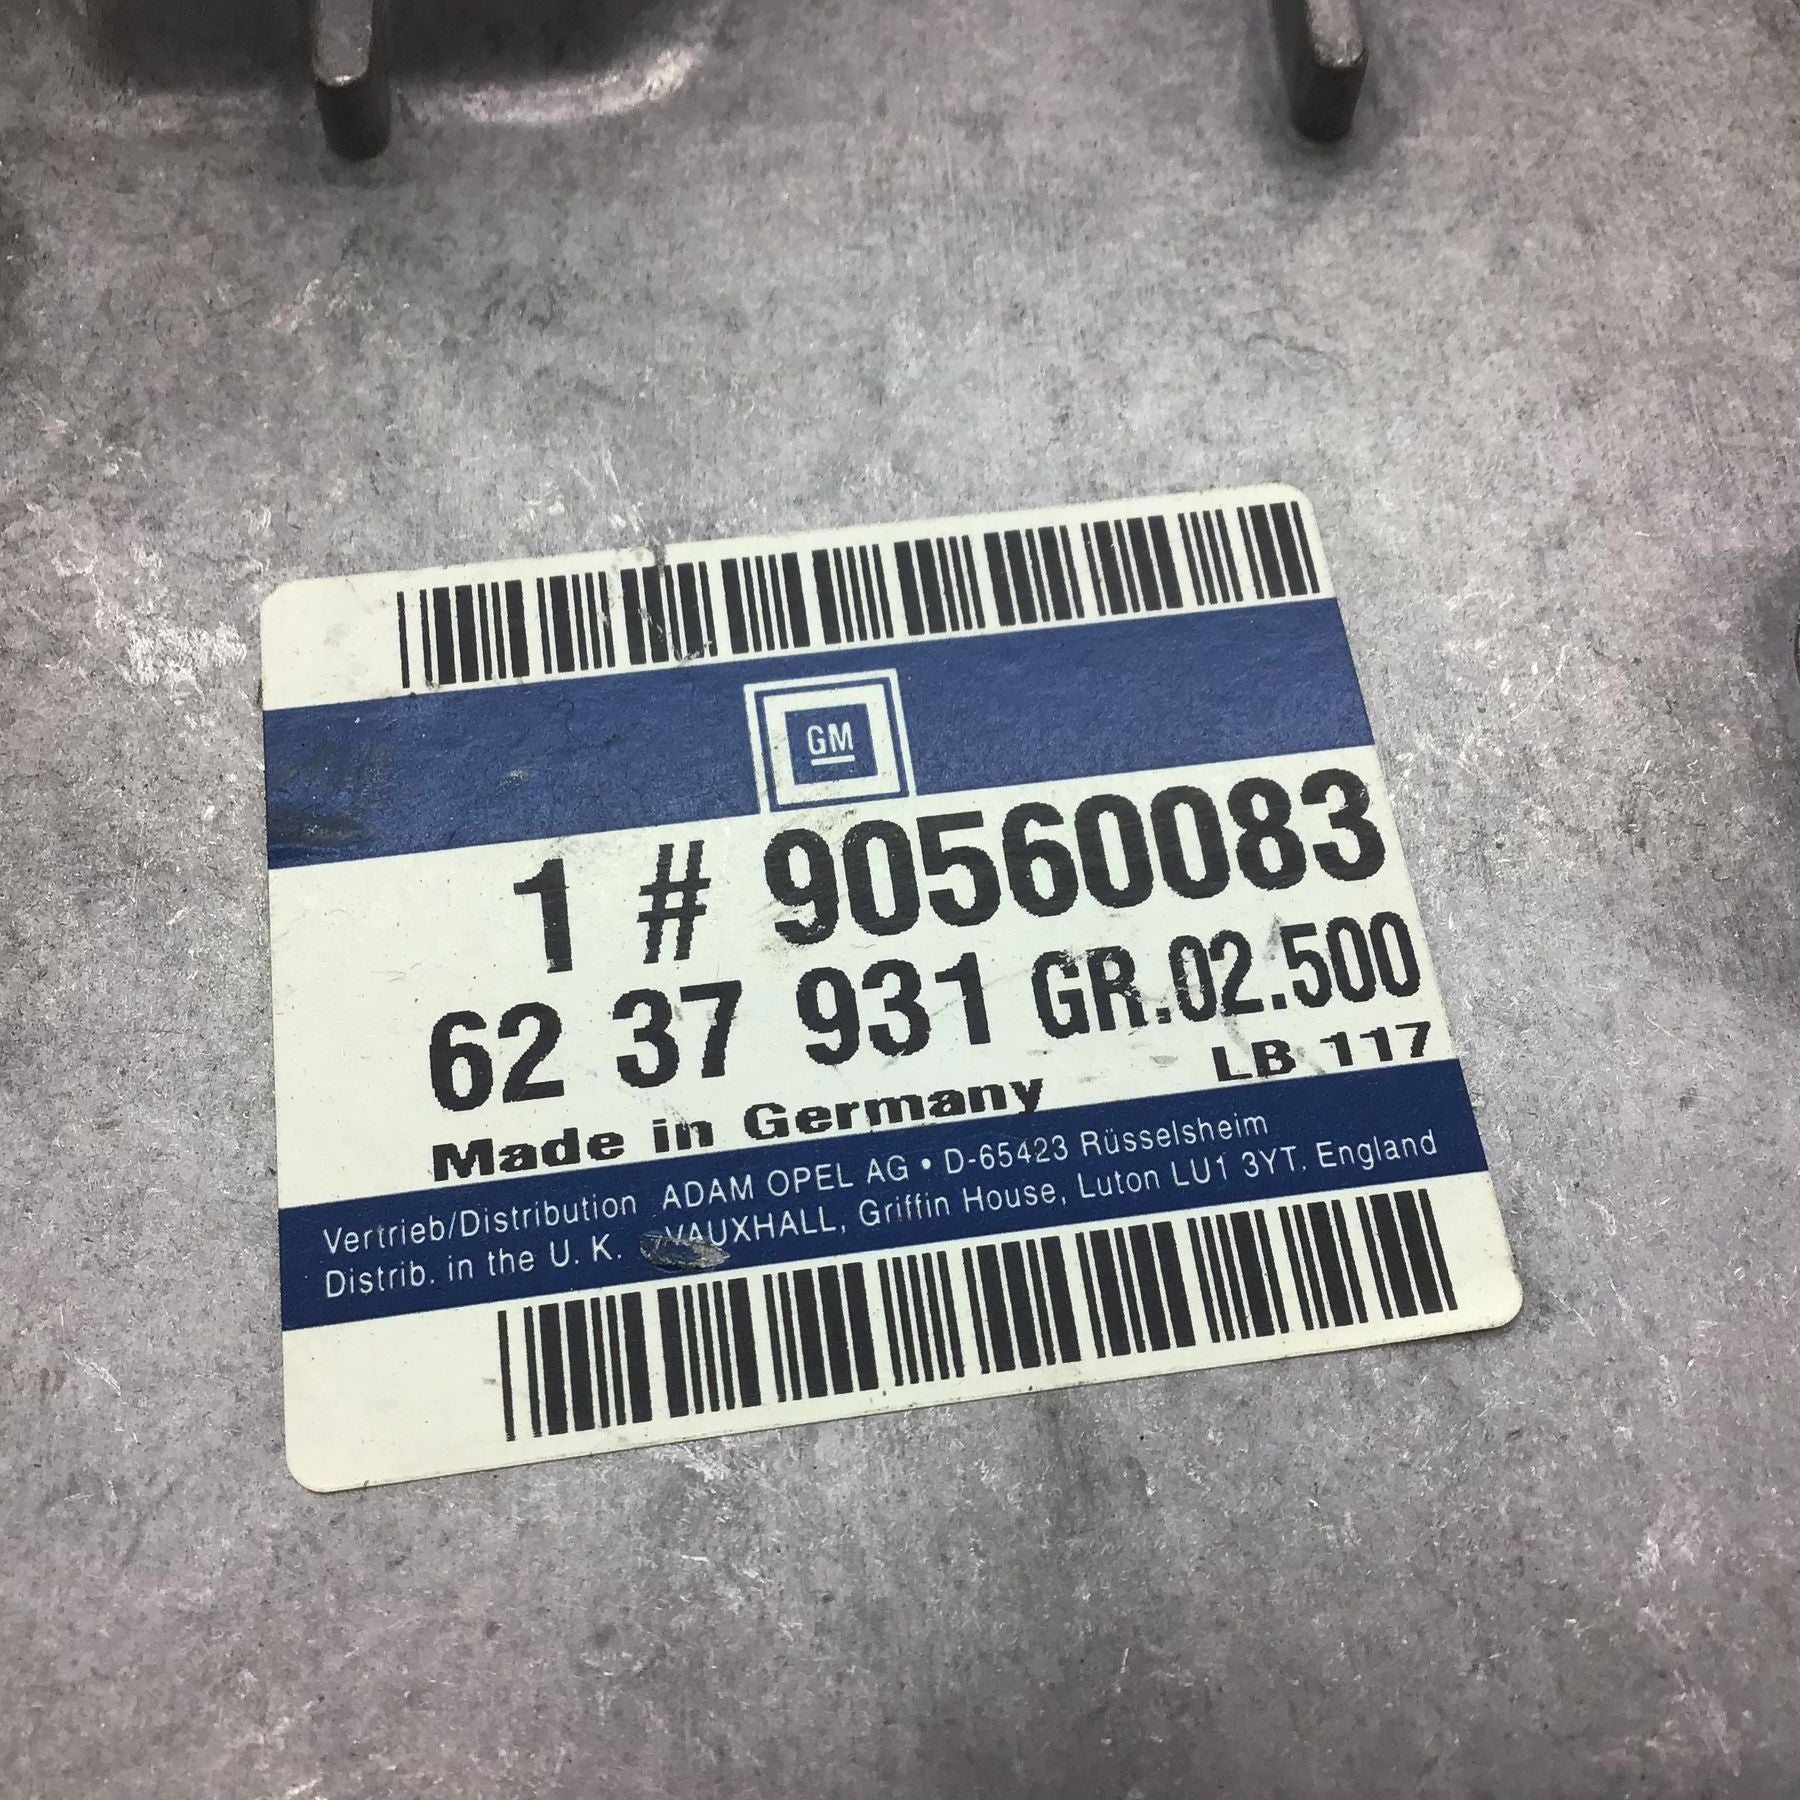 GM
1 # 90560083
62 37 931 GR.02.500
LB 117
Made in Germany
Vertrieb/Distribution ADAM OPEL AG • D-65423 Rüsselsheim
Distrib. in the U. K. VAUXHALL, Griffin House, Luton LU1 3YT. England